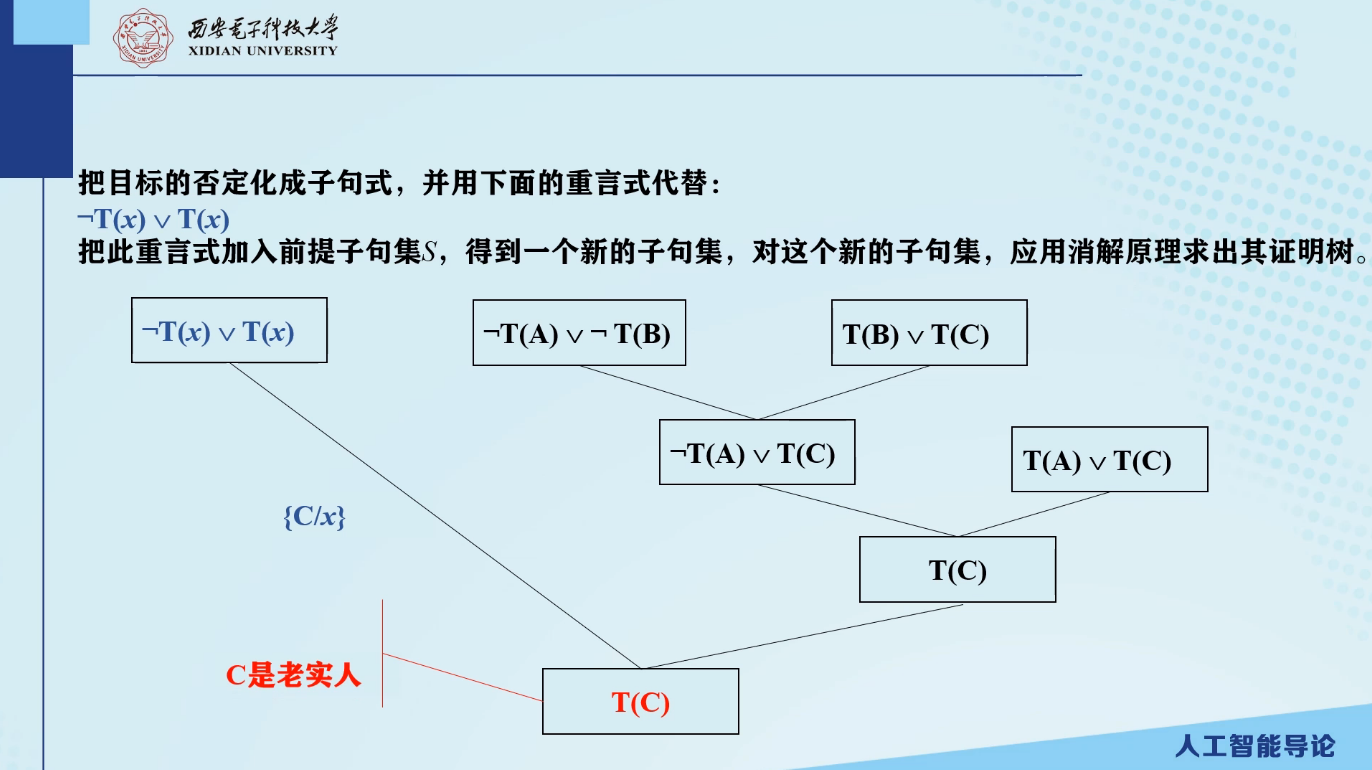 西安电子科技大学
XIDIAN UNIVERSITY
把目标的否定化成子句式，并用下面的重言式代替：
¬T(x) ∨ T(x)
把此重言式加入前提子句集S，得到一个新的子句集，对这个新的子句集，应用消解原理求出其证明树。
¬T(x) ∨ T(x)
¬T(A) ∨ ¬ T(B)
T(B) ∨ T(C)
¬T(A) ∨ T(C)
T(A) ∨ T(C)
{C/x}
T(C)
C是老实人
T(C)
人工智能导论